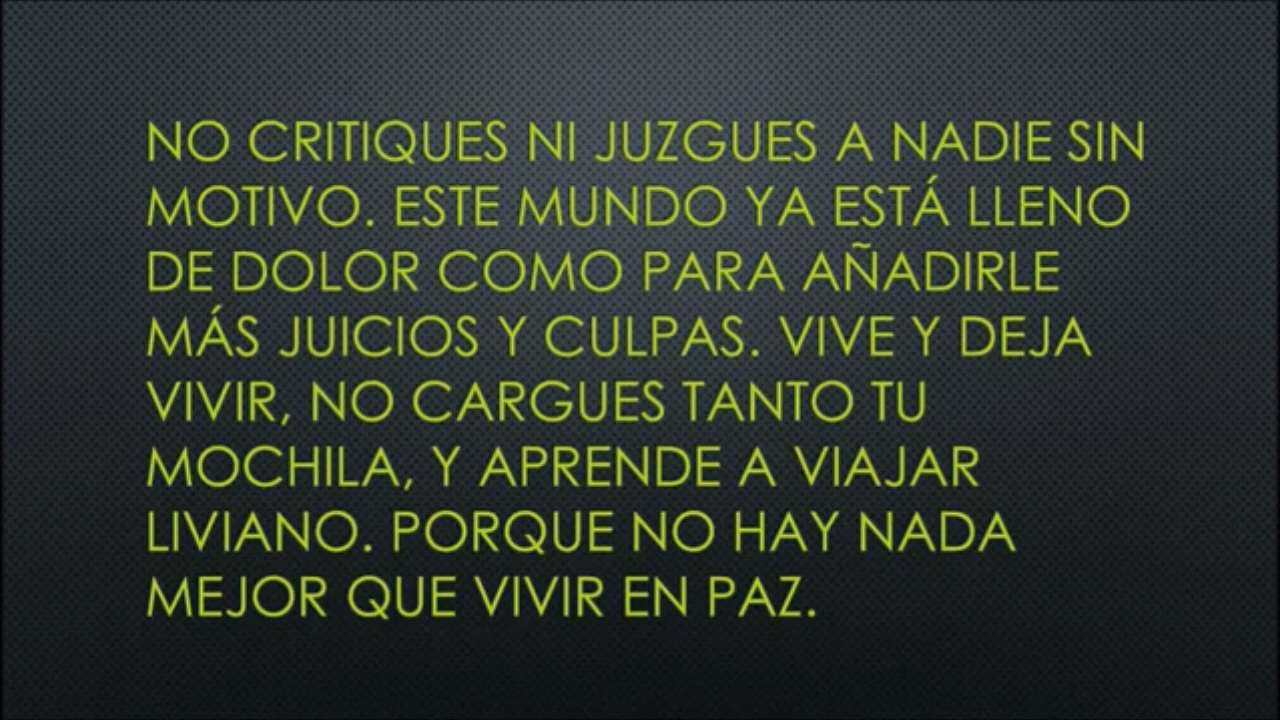 NO CRITIQUES NI JUZGUES A NADIE SIN
MOTIVO. ESTE MUNDO YA ESTÁ LLENO
DE DOLOR COMO PARA AÑADIRLE
MÁS JUICIOS Y CULPAS. VIVE Y DEJA
VIVIR, NO CARGUES TANTO TU
MOCHILA, Y APRENDE A VIAJAR
LIVIANO. PORQUE NO HAY NADA
MEJOR QUE VIVIR EN PAZ.